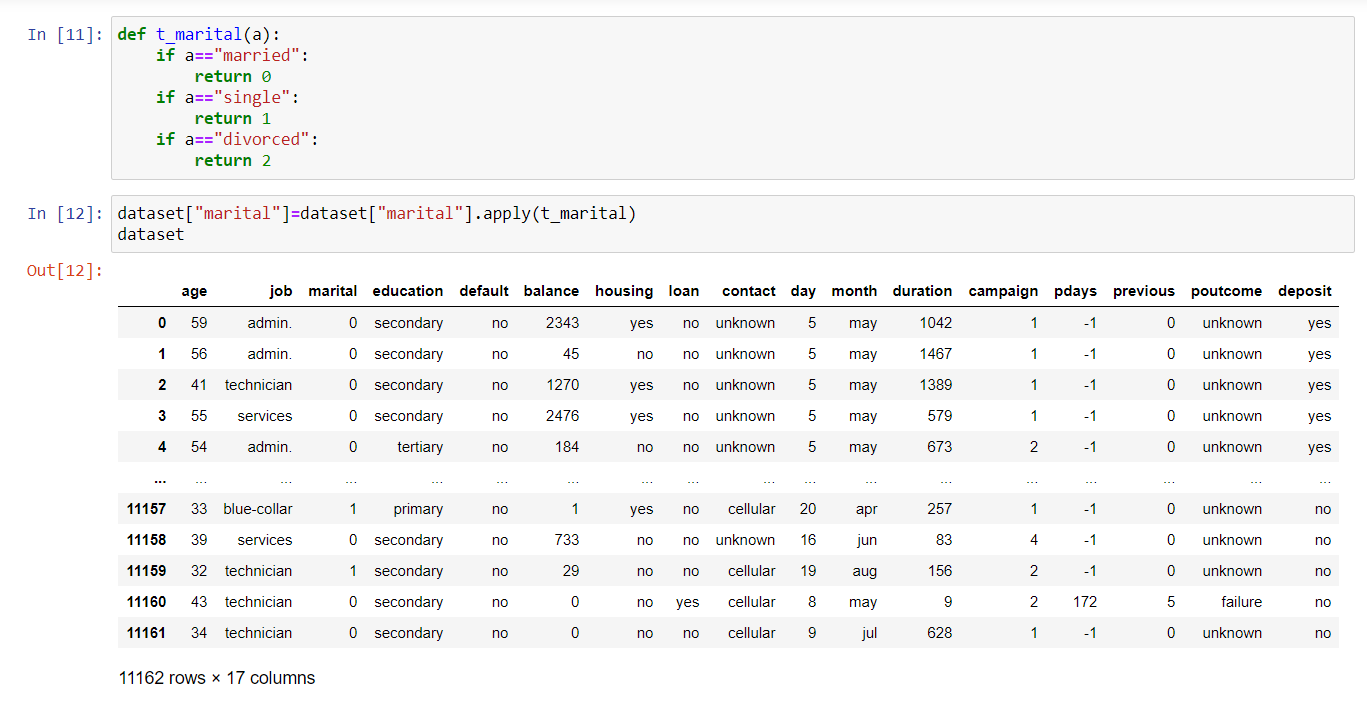 In [11]: def t_marital(a):
    if a=="married":
        return 0
    if a=="single":
        return 1
    if a=="divorced":
        return 2
In [12]: dataset["marital"]=dataset["marital"].apply(t_marital)
dataset
Out[12]:
age job marital education default balance housing loan contact day month duration campaign pdays previous poutcome deposit
0 59 admin. 0 secondary no 2343 yes no unknown 5 may 1042 1 -1 0 unknown yes
1 56 admin. 0 secondary no 45 no no unknown 5 may 1467 1 -1 0 unknown yes
2 41 technician 0 secondary no 1270 yes no unknown 5 may 1389 1 -1 0 unknown yes
3 55 services 0 secondary no 2476 yes no unknown 5 may 579 1 -1 0 unknown yes
4 54 admin. 0 tertiary no 184 no no unknown 5 may 673 2 -1 0 unknown yes
... ... ... ... ... ... ... ... ... ... ... ... ... ... ... ... ... ...
11157 33 blue-collar 1 primary no 1 yes no cellular 20 apr 257 1 -1 0 unknown no
11158 39 services 0 secondary no 733 no no unknown 16 jun 83 4 -1 0 unknown no
11159 32 technician 1 secondary no 29 no no cellular 19 aug 156 2 -1 0 unknown no
11160 43 technician 0 secondary no 0 no yes cellular 8 may 9 2 172 5 failure no
11161 34 technician 0 secondary no 0 no no cellular 9 jul 628 1 -1 0 unknown no
11162 rows × 17 columns